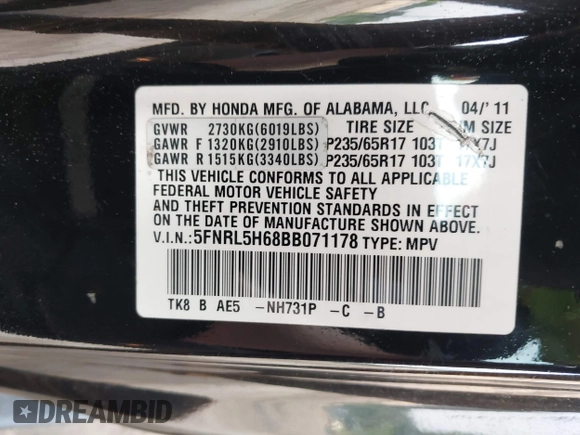 MFD. BY HONDA MFG. OF ALABAMA, LLC 04/'11
GVWR 2730KG(6019LBS) TIRE SIZE RIM SIZE
GAWR F 1320KG(2910LBS) P235/65R17 103T 17X7J
GAWR R 1515KG(3340LBS) P235/65R17 103T 17X7J
THIS VEHICLE CONFORMS TO ALL APPLICABLE
FEDERAL MOTOR VEHICLE SAFETY
AND THEFT PREVENTION STANDARDS IN EFFECT
ON THE DATE OF MANUFACTURE SHOWN ABOVE.
V.I.N.: 5FNRL5H68BB071178 TYPE: MPV
TK8 B AE5 -NH731P -C -B
DREAMBID